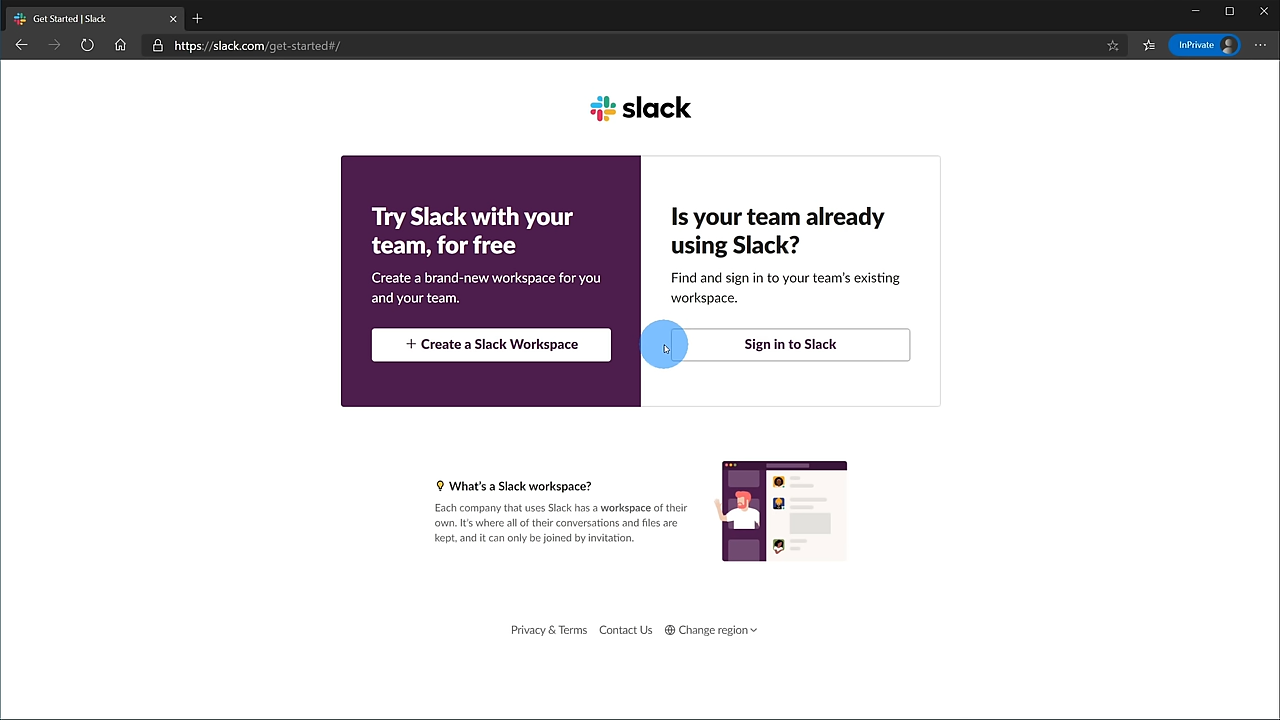 Get Started | Slack
https://slack.com/get-started#/
InPrivate
slack
Try Slack with your
team, for free
Create a brand-new workspace for you
and your team.
+ Create a Slack Workspace
Is your team already
using Slack?
Find and sign in to your team's existing
workspace.
Sign in to Slack
What's a Slack workspace?
Each company that uses Slack has a workspace of their
own. It's where all of their conversations and files are
kept, and it can only be joined by invitation.
Privacy & Terms Contact Us Change region